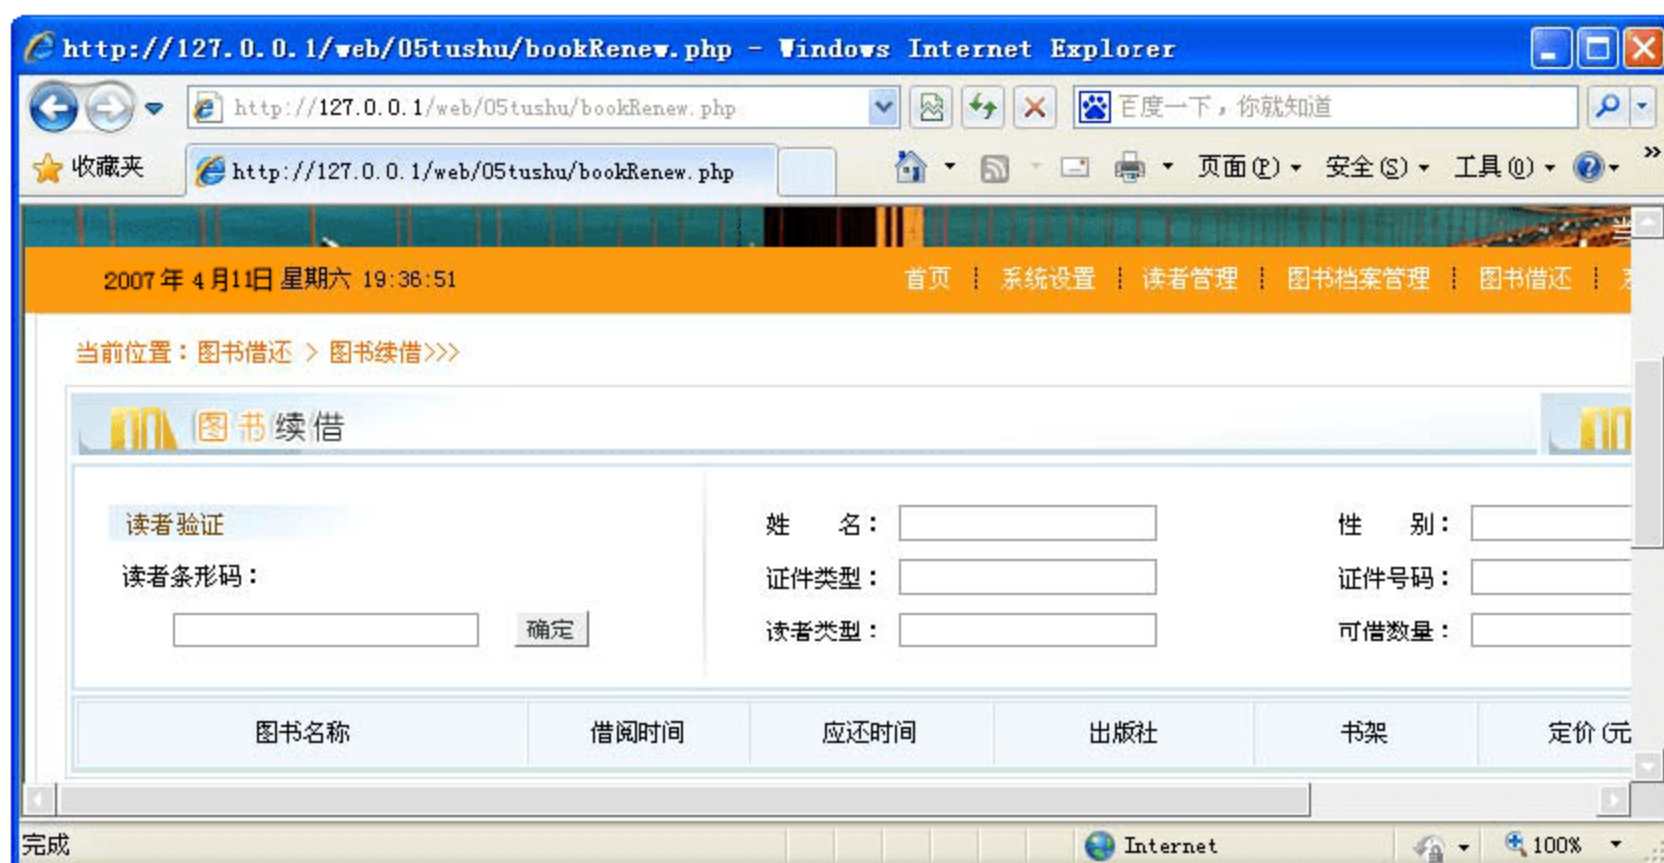 http://127.0.0.1/web/05tushu/bookRenew.php - Windows Internet Explorer
http://127.0.0.1/web/05tushu/bookRenew.php 百度一下，你就知道
收藏夹 http://127.0.0.1/web/05tushu/bookRenew.php 页面(P) 安全(S) 工具(O) »
2007年 4月11日 星期六 19:36:51 首页 ┆ 系统设置 ┆ 读者管理 ┆ 图书档案管理 ┆ 图书借还 ┆
当前位置：图书借还 > 图书续借>>>
图书续借
读者验证 姓 名： 性 别：
读者条形码： 证件类型： 证件号码：
确定 读者类型： 可借数量：
图书名称 借阅时间 应还时间 出版社 书架 定价(元
完成 Internet 100%